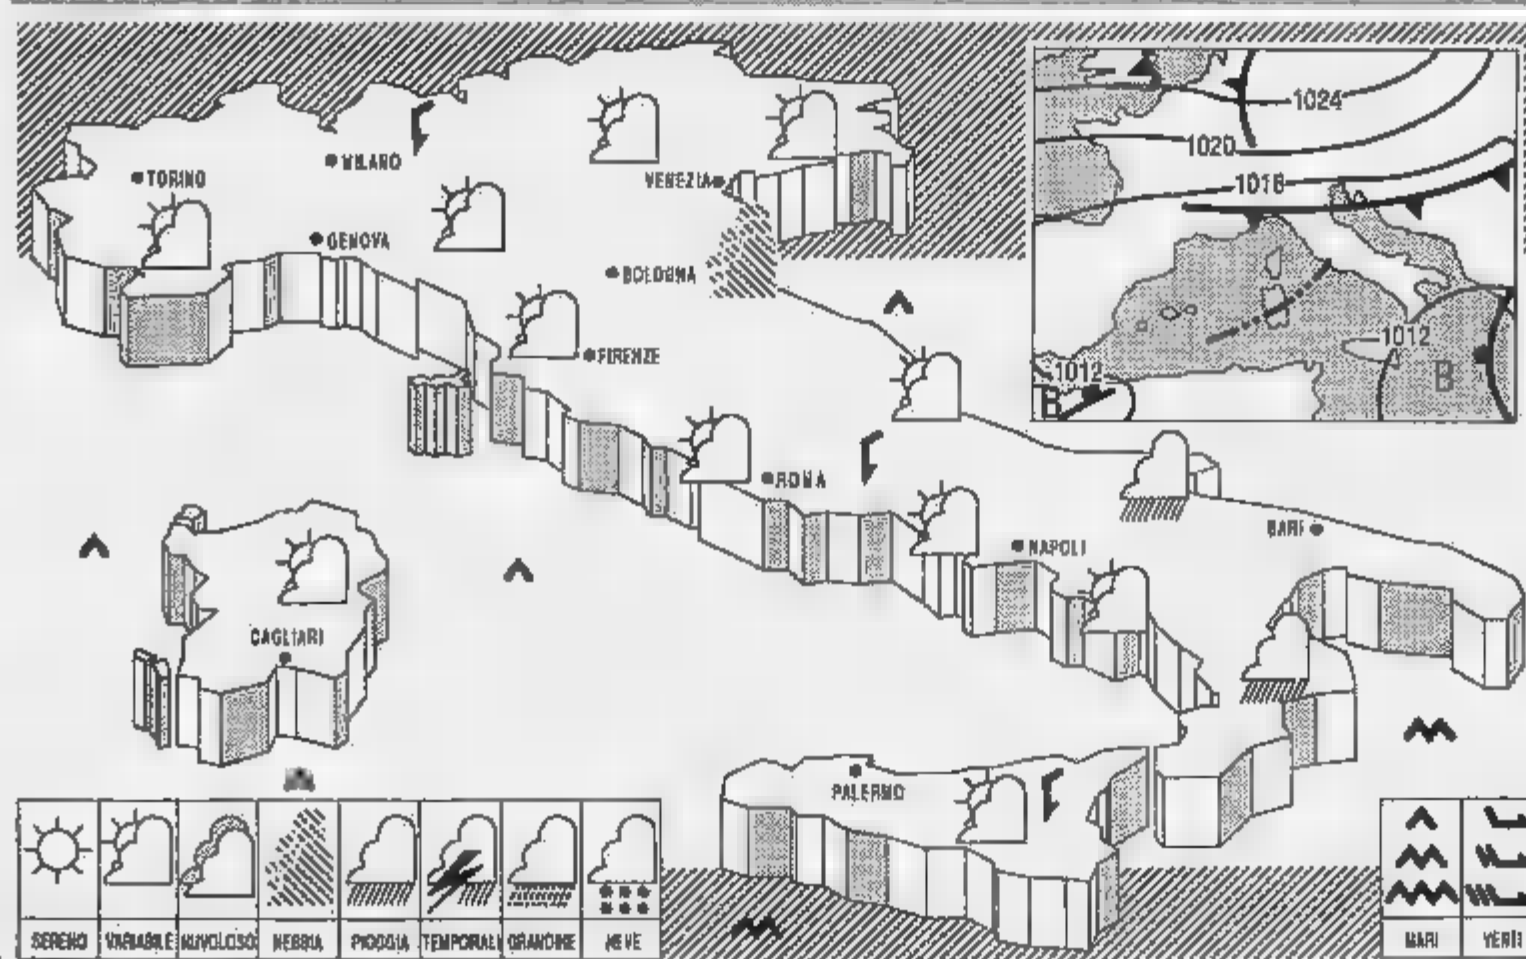 1024
1020
1016
1012
1012
B
B
TORINO
MILANO
VENEZIA
GENOVA
BOLOGNA
FIRENZE
ROMA
NAPOLI
BARI
CAGLIARI
PALERMO
SERENO VARIABILE NUVOLOSO NEBBIA PIOGGIA TEMPORALI GRANDINE NEVE
MARI VENTI